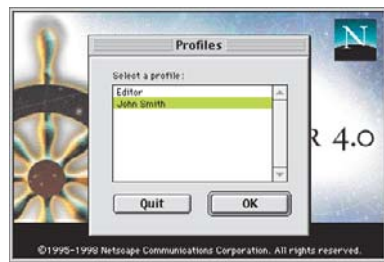 N
Profiles
Select a profile:
Editor
John Smith
R 4.0
Quit
OK
©1995-1998 Netscape Communications Corporation. All rights reserved.